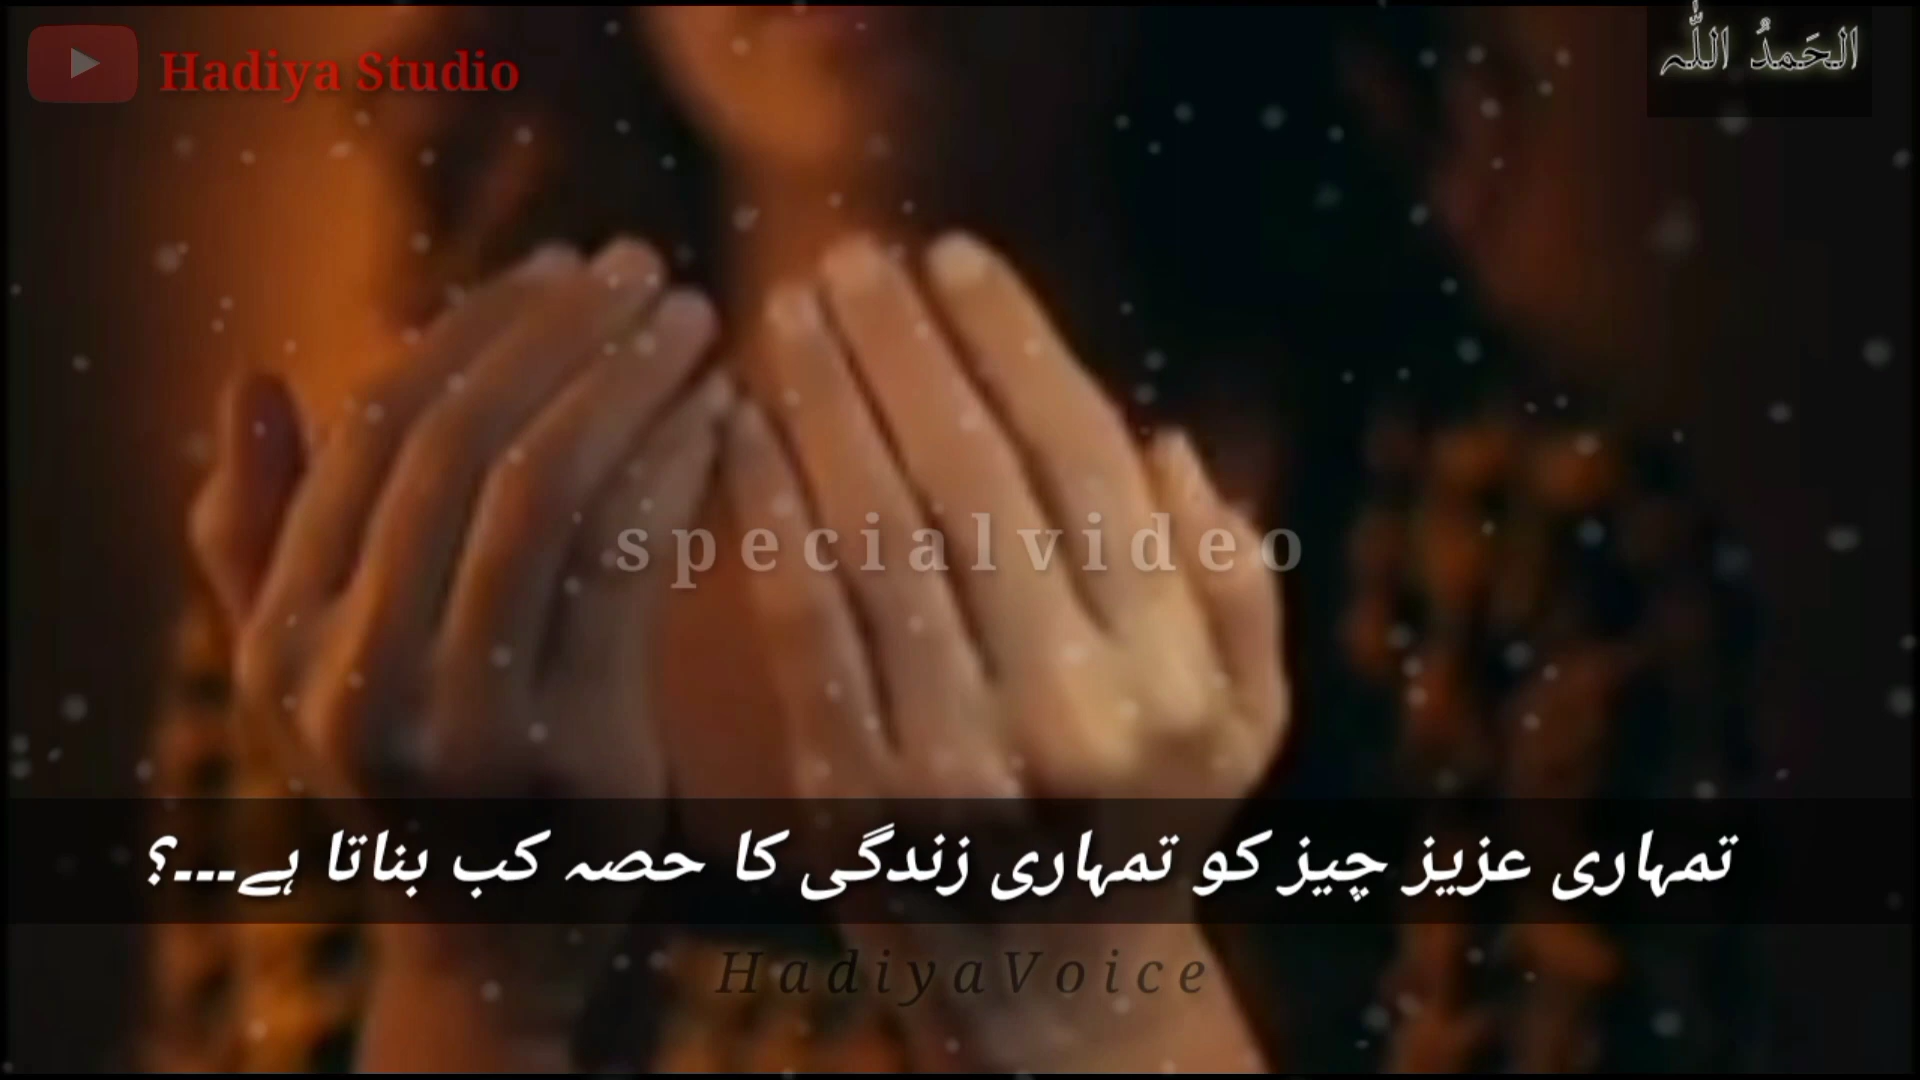 Hadiya Studio
الحَمدُ اللّٰہ
specialvideo
تمہاری عزیز چیز کو تمہاری زندگی کا حصہ کب بناتا ہے۔۔۔؟
HadiyaVoice